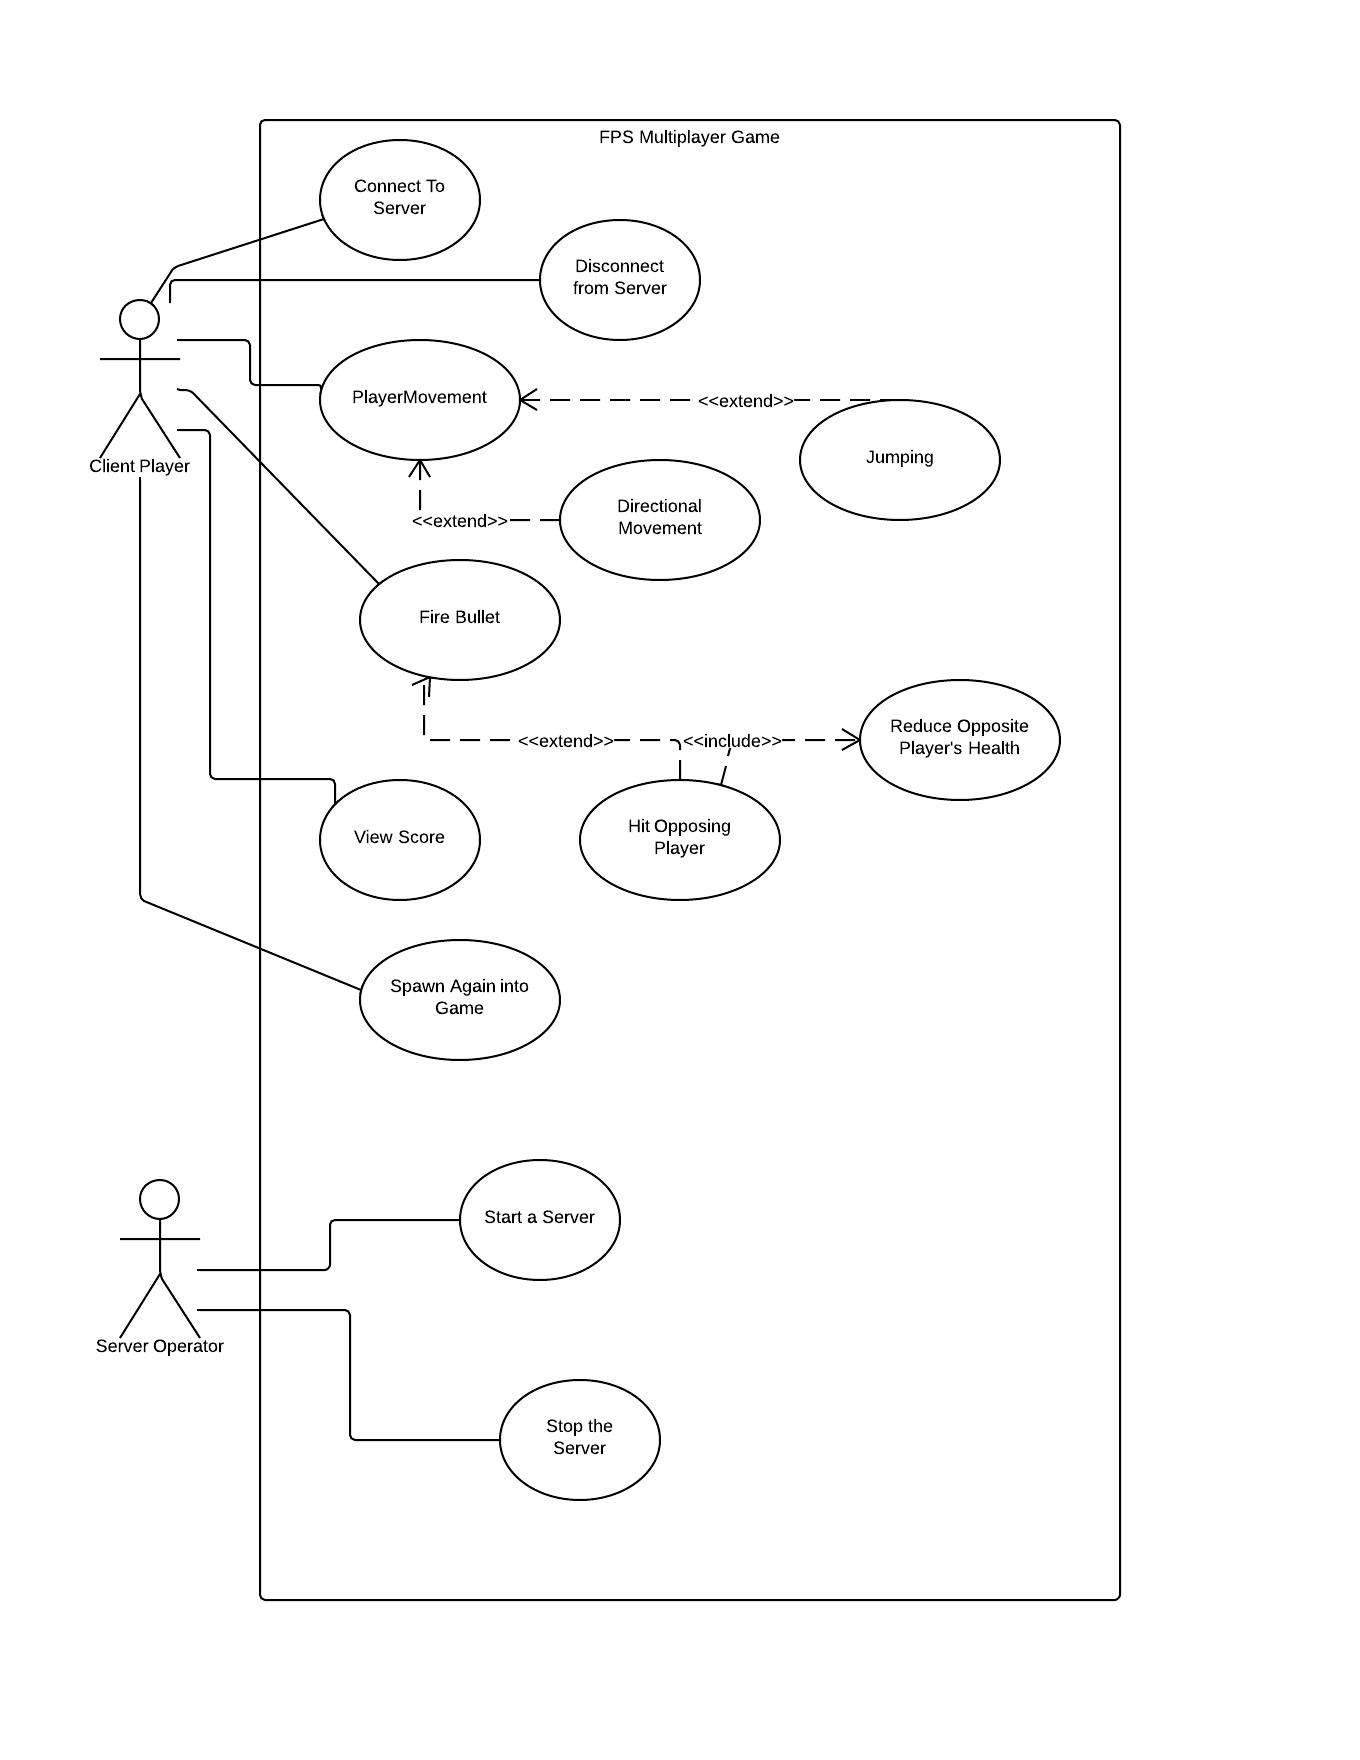 FPS Multiplayer Game
Connect To
Server
Disconnect
from Server
PlayerMovement
<<extend>>
Jumping
Client Player
<<extend>>
Directional
Movement
Fire Bullet
<<extend>>
<<include>>
Reduce Opposite
Player's Health
View Score
Hit Opposing
Player
Spawn Again into
Game
Start a Server
Server Operator
Stop the
Server